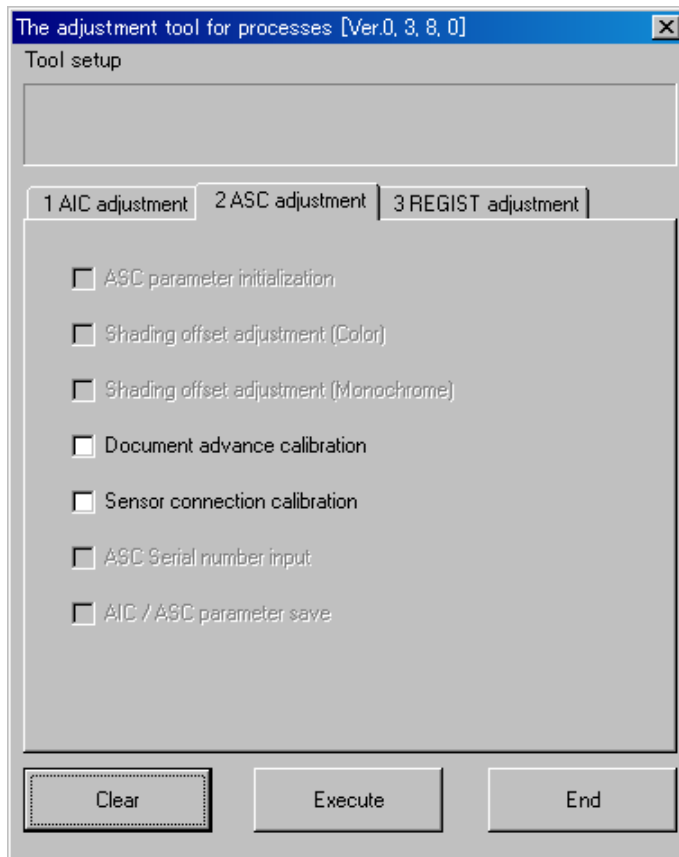 The adjustment tool for processes [Ver.0, 3, 8, 0]
Tool setup
1 AIC adjustment 2 ASC adjustment 3 REGIST adjustment
ASC parameter initialization
Shading offset adjustment (Color)
Shading offset adjustment (Monochrome)
Document advance calibration
Sensor connection calibration
ASC Serial number input
AIC / ASC parameter save
Clear Execute End